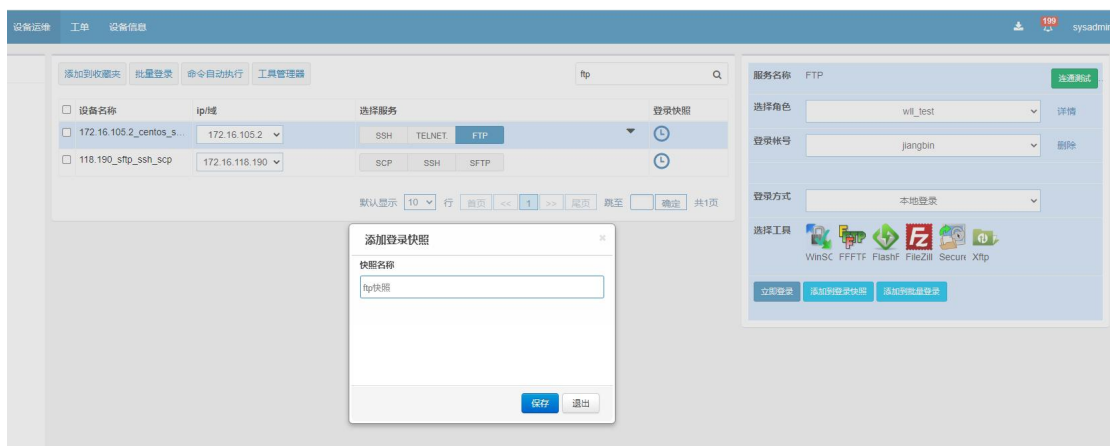 设备运维 工单 设备信息 199 sysadmin
添加到收藏夹 批量登录 命令自动执行 工具管理器 ftp
设备名称 ip/域 选择服务 登录快照
172.16.105.2_centos_s... 172.16.105.2 SSH TELNET. FTP
118.190_sftp_ssh_scp 172.16.118.190 SCP SSH SFTP
默认显示 10 行 首页 << 1 >> 尾页 跳至 确定 共1页
添加登录快照
快照名称
ftp快照
保存 退出
服务名称 FTP 连通测试
选择角色 wll_test 详情
登录帐号 jiangbin 删除
登录方式 本地登录
选择工具
WinSC FFFTF FlashF FileZill Secure Xftp
立即登录 添加到登录快照 添加到批量登录